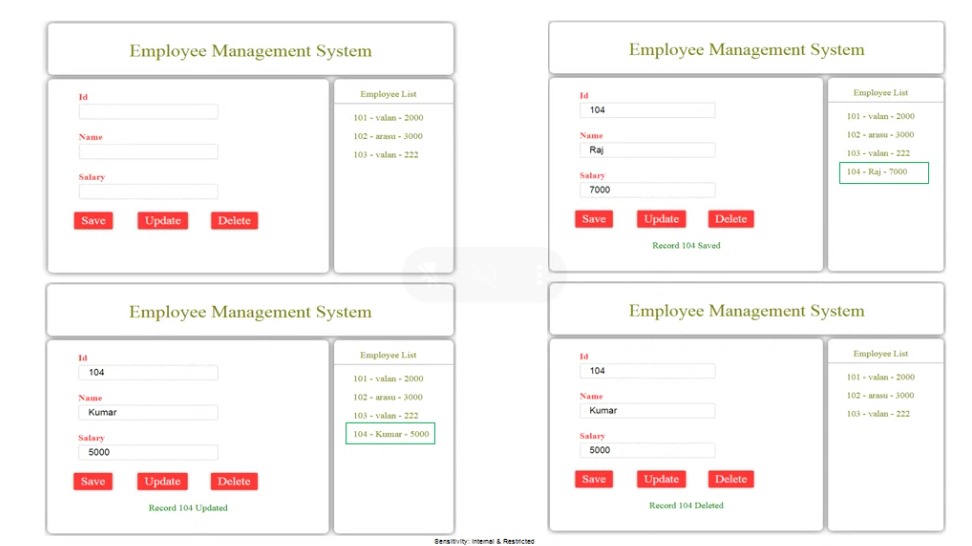 Employee Management System
Id
Name
Salary
Save Update Delete
Employee List
101 - valan - 2000
102 - arasu - 3000
103 - valan - 222
Employee Management System
Id
104
Name
Raj
Salary
7000
Save Update Delete
Record 104 Saved
Employee List
101 - valan - 2000
102 - arasu - 3000
103 - valan - 222
104 - Raj - 7000
Employee Management System
Id
104
Name
Kumar
Salary
5000
Save Update Delete
Record 104 Updated
Employee List
101 - valan - 2000
102 - arasu - 3000
103 - valan - 222
104 - Kumar - 5000
Employee Management System
Id
104
Name
Kumar
Salary
5000
Save Update Delete
Record 104 Deleted
Employee List
101 - valan - 2000
102 - arasu - 3000
103 - valan - 222
Sensitivity: Internal & Restricted